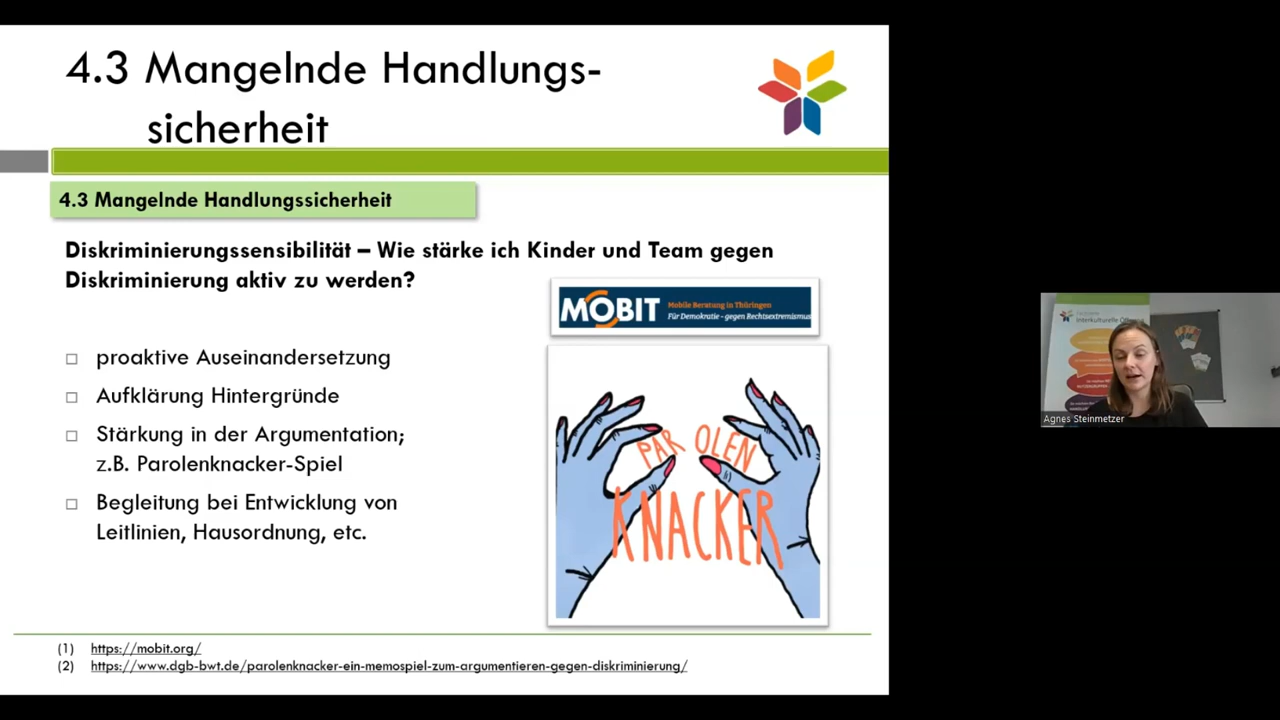 4.3 Mangelnde Handlungs-
sicherheit
4.3 Mangelnde Handlungssicherheit
Diskriminierungssensibilität – Wie stärke ich Kinder und Team gegen
Diskriminierung aktiv zu werden?
MOBIT Mobile Beratung in Thüringen
Für Demokratie – gegen Rechtsextremismus
□ proaktive Auseinandersetzung
□ Aufklärung Hintergründe
□ Stärkung in der Argumentation;
z.B. Parolenknacker-Spiel
□ Begleitung bei Entwicklung von
Leitlinien, Hausordnung, etc.
PAR OLEN
KNACKER
(1) https://mobit.org/
(2) https://www.dgb-bwt.de/parolenknacker-ein-memospiel-zum-argumentieren-gegen-diskriminierung/
Interkulturelle
Agnes Steinmetzer